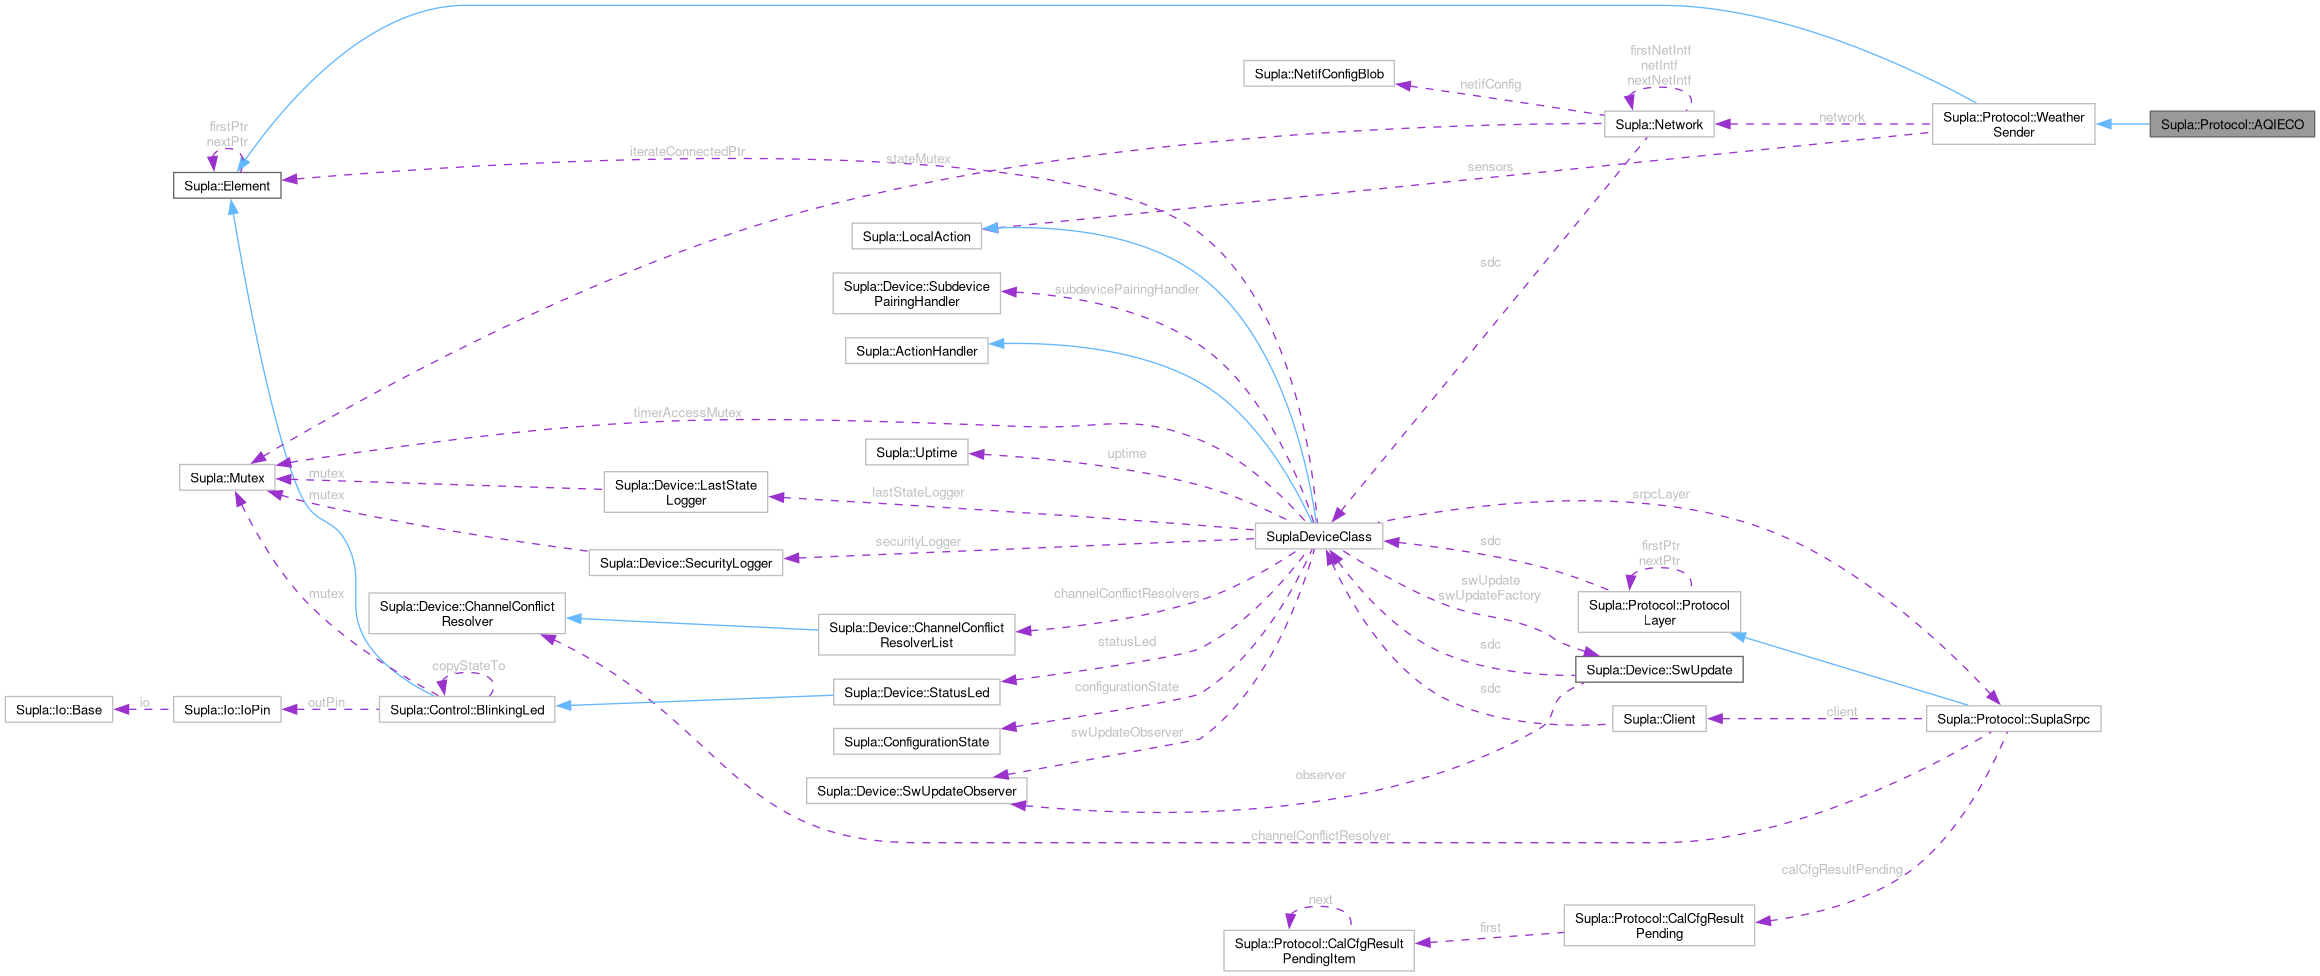 firstNetIntf
netIntf
nextNetIntf
Supla::NetifConfigBlob
netifConfig
Supla::Network
network
Supla::Protocol::Weather
Sender
Supla::Protocol::AQIECO
firstPtr
nextPtr
iterateConnectedPtr
stateMutex
sensors
Supla::Element
Supla::LocalAction
sdc
Supla::Device::Subdevice
PairingHandler
subdevicePairingHandler
Supla::ActionHandler
timerAccessMutex
Supla::Uptime
uptime
Supla::Mutex
mutex
Supla::Device::LastState
Logger
lastStateLogger
srpcLayer
mutex
SuplaDeviceClass
securityLogger
sdc
firstPtr
nextPtr
Supla::Device::SecurityLogger
swUpdate
swUpdateFactory
mutex
Supla::Device::ChannelConflict
Resolver
channelConflictResolvers
Supla::Protocol::Protocol
Layer
Supla::Device::ChannelConflict
ResolverList
statusLed
sdc
copyStateTo
Supla::Device::SwUpdate
configurationState
sdc
Supla::Device::StatusLed
Supla::Io::Base
io
Supla::Io::IoPin
outPin
Supla::Control::BlinkingLed
Supla::Client
client
Supla::Protocol::SuplaSrpc
swUpdateObserver
Supla::ConfigurationState
observer
Supla::Device::SwUpdateObserver
channelConflictResolver
calCfgResultPending
next
Supla::Protocol::CalCfgResult
Pending
first
Supla::Protocol::CalCfgResult
PendingItem